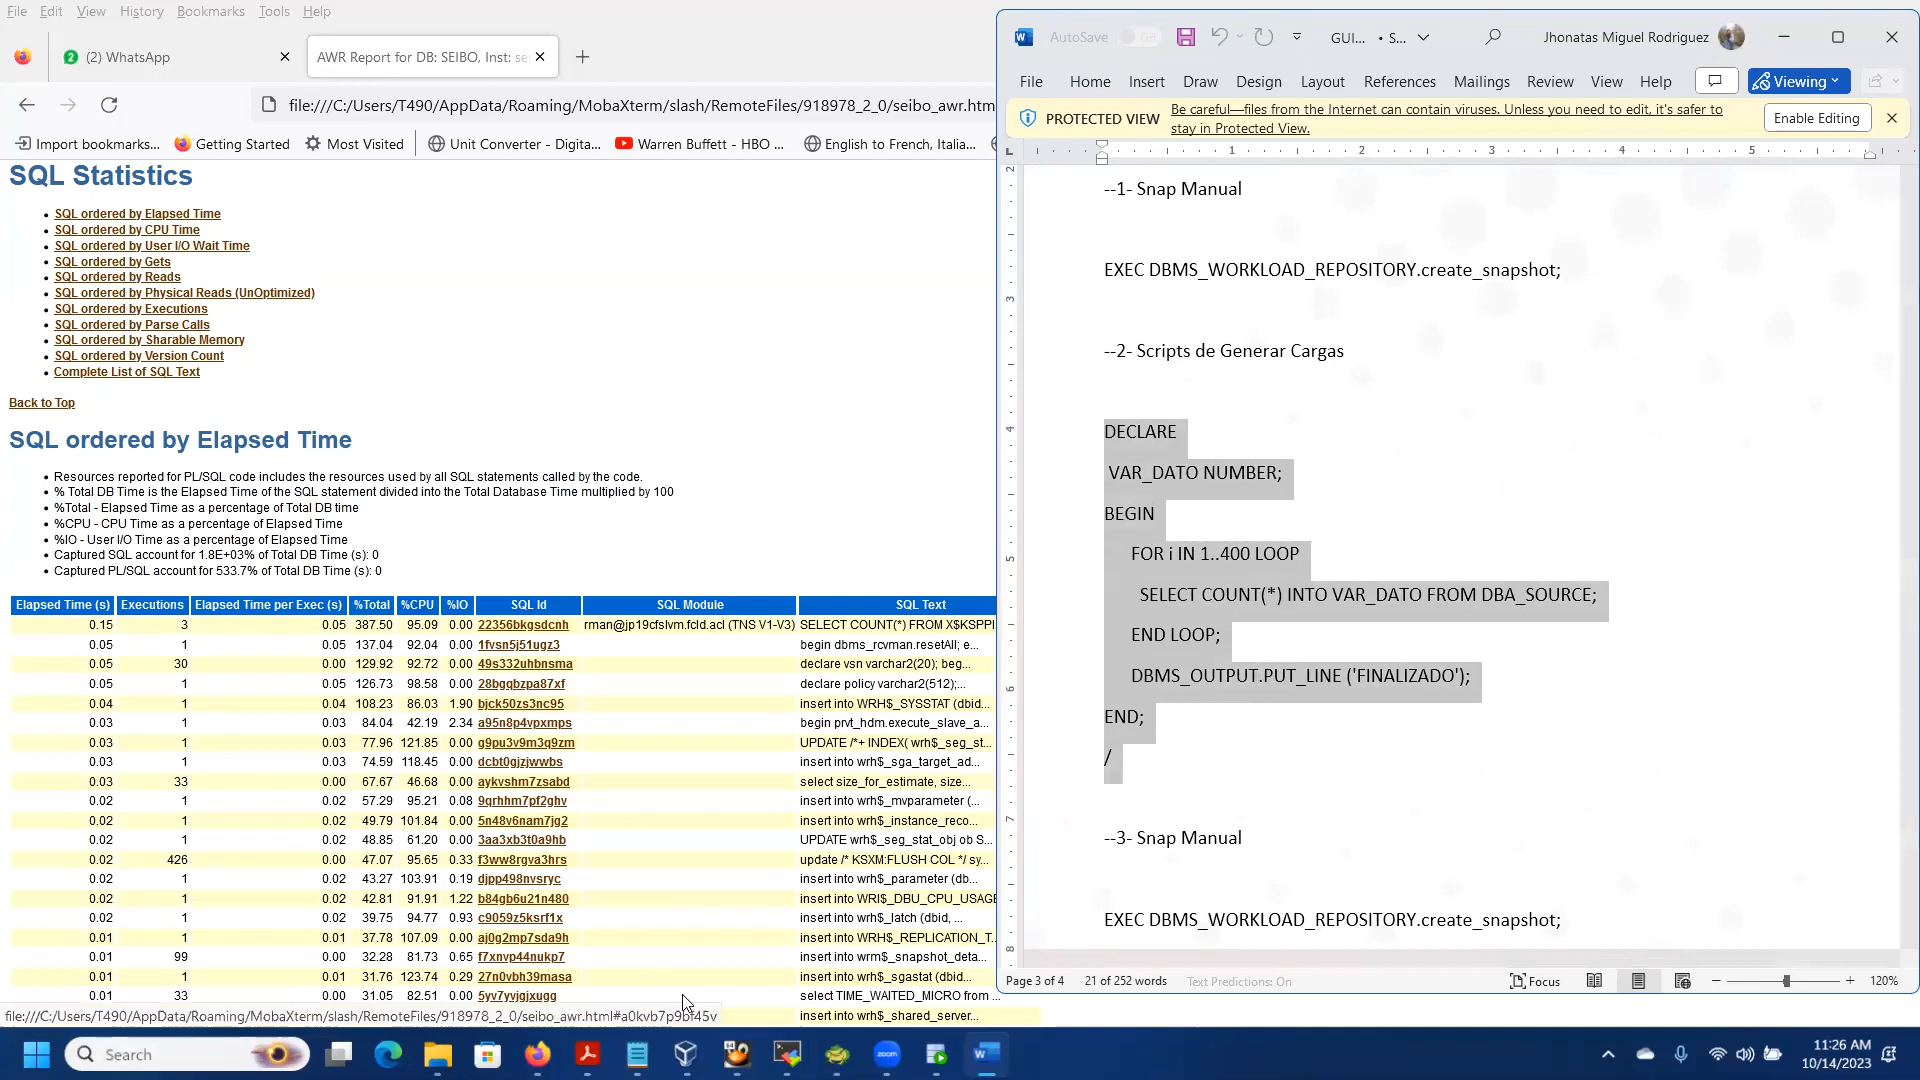 File Edit View History Bookmarks Tools Help
(2) WhatsApp
AWR Report for DB: SEIBO, Inst: se
file:///C:/Users/T490/AppData/Roaming/MobaXterm/slash/RemoteFiles/918978_2_0/seibo_awr.htm
Import bookmarks... Getting Started Most Visited Unit Converter - Digita... Warren Buffett - HBO ... English to French, Italia...
SQL Statistics
SQL ordered by Elapsed Time
SQL ordered by CPU Time
SQL ordered by User I/O Wait Time
SQL ordered by Gets
SQL ordered by Reads
SQL ordered by Physical Reads (UnOptimized)
SQL ordered by Executions
SQL ordered by Parse Calls
SQL ordered by Sharable Memory
SQL ordered by Version Count
Complete List of SQL Text
Back to Top
SQL ordered by Elapsed Time
Resources reported for PL/SQL code includes the resources used by all SQL statements called by the code.
% Total DB Time is the Elapsed Time of the SQL statement divided into the Total Database Time multiplied by 100
%Total - Elapsed Time as a percentage of Total DB time
%CPU - CPU Time as a percentage of Elapsed Time
%IO - User I/O Time as a percentage of Elapsed Time
Captured SQL account for 1.8E+03% of Total DB Time (s): 0
Captured PL/SQL account for 533.7% of Total DB Time (s): 0
Elapsed Time (s) Executions Elapsed Time per Exec (s) %Total %CPU %IO SQL Id SQL Module SQL Text
0.15 3 0.05 387.50 95.09 0.00 22356bkgsdcnh rman@jp19cfslvm.fcld.acl (TNS V1-V3) SELECT COUNT(*) FROM X$KSPPI
0.05 1 0.05 137.04 92.04 0.00 1fvsn5j51ugz3 begin dbms_rcvman.resetAll; e...
0.05 30 0.00 129.92 92.72 0.00 49s332uhbnsma declare vsn varchar2(20); beg...
0.05 1 0.05 126.73 98.58 0.00 28bgqbzpa87xf declare policy varchar2(512);...
0.04 1 0.04 108.23 86.03 1.90 bjck50zs3nc95 insert into WRH$_SYSSTAT (dbid...
0.03 1 0.03 84.04 42.19 2.34 a95n8p4vpxmps begin prvt_hdm.execute_slave_a...
0.03 1 0.03 77.96 121.85 0.00 g9pu3v9m3q9zm UPDATE /*+ INDEX( wrh$_seg_st...
0.03 1 0.03 74.59 118.45 0.00 dcbt0gjzjwwbs insert into wrh$_sga_target_ad...
0.03 33 0.00 67.67 46.68 0.00 aykvshm7zsabd select size_for_estimate, size...
0.02 1 0.02 57.29 95.21 0.08 9qrhhm7pf2ghv insert into wrh$_mvparameter (...
0.02 1 0.02 49.79 101.84 0.00 5n48v6nam7jg2 insert into wrh$_instance_reco...
0.02 1 0.02 48.85 61.20 0.00 3aa3xb3t0a9hb UPDATE wrh$_seg_stat_obj ob S...
0.02 426 0.00 47.07 95.65 0.33 f3ww8rgva3hrs update /* KSXM:FLUSH COL */ sy...
0.02 1 0.02 43.27 103.91 0.19 djpp498nvsryc insert into wrh$_parameter (db...
0.02 1 0.02 42.81 91.91 1.22 b84gb6u21n480 insert into WRI$_DBU_CPU_USAGE
0.02 1 0.02 39.75 94.77 0.93 c9059z5ksrf1x insert into wrh$_latch (dbid, ...
0.01 1 0.01 37.78 107.09 0.00 aj0g2mp7sda9h insert into WRH$_REPLICATION_T...
0.01 99 0.00 32.28 81.73 0.65 f7xnvp44nukp7 insert into wrm$_snapshot_deta...
0.01 1 0.01 31.76 123.74 0.29 27n0vbh39masa insert into wrh$_sgastat (dbid...
0.01 33 0.00 31.05 82.51 0.00 5yv7yvjgjxugg select TIME_WAITED_MICRO from ...
insert into wrh$_shared_server...
file:///C:/Users/T490/AppData/Roaming/MobaXterm/slash/RemoteFiles/918978_2_0/seibo_awr.html#a0kvb7p9bf45v
AutoSave Off GUI... • S... Jhonatas Miguel Rodriguez
File Home Insert Draw Design Layout References Mailings Review View Help Viewing
PROTECTED VIEW Be careful—files from the Internet can contain viruses. Unless you need to edit, it's safer to
stay in Protected View. Enable Editing
1 2 3 4 5
--1- Snap Manual
EXEC DBMS_WORKLOAD_REPOSITORY.create_snapshot;
--2- Scripts de Generar Cargas
DECLARE
VAR_DATO NUMBER;
BEGIN
FOR i IN 1..400 LOOP
SELECT COUNT(*) INTO VAR_DATO FROM DBA_SOURCE;
END LOOP;
DBMS_OUTPUT.PUT_LINE ('FINALIZADO');
END;
/
--3- Snap Manual
EXEC DBMS_WORKLOAD_REPOSITORY.create_snapshot;
2
3
4
5
6
7
8
Page 3 of 4 21 of 252 words Text Predictions: On Focus 120%
Search
zoom
11:26 AM
10/14/2023